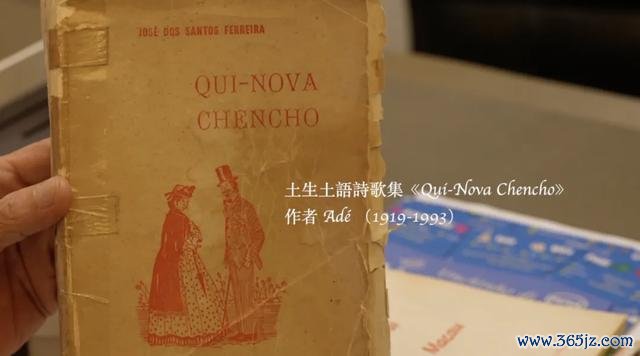 JOSÉ DOS SANTOS FERREIRA
QUI-NOVA
CHENCHO
土生土語詩歌集《Qui-Nova Chencho》
作者 Adé （1919-1993）
MACAU
www.365jz.com